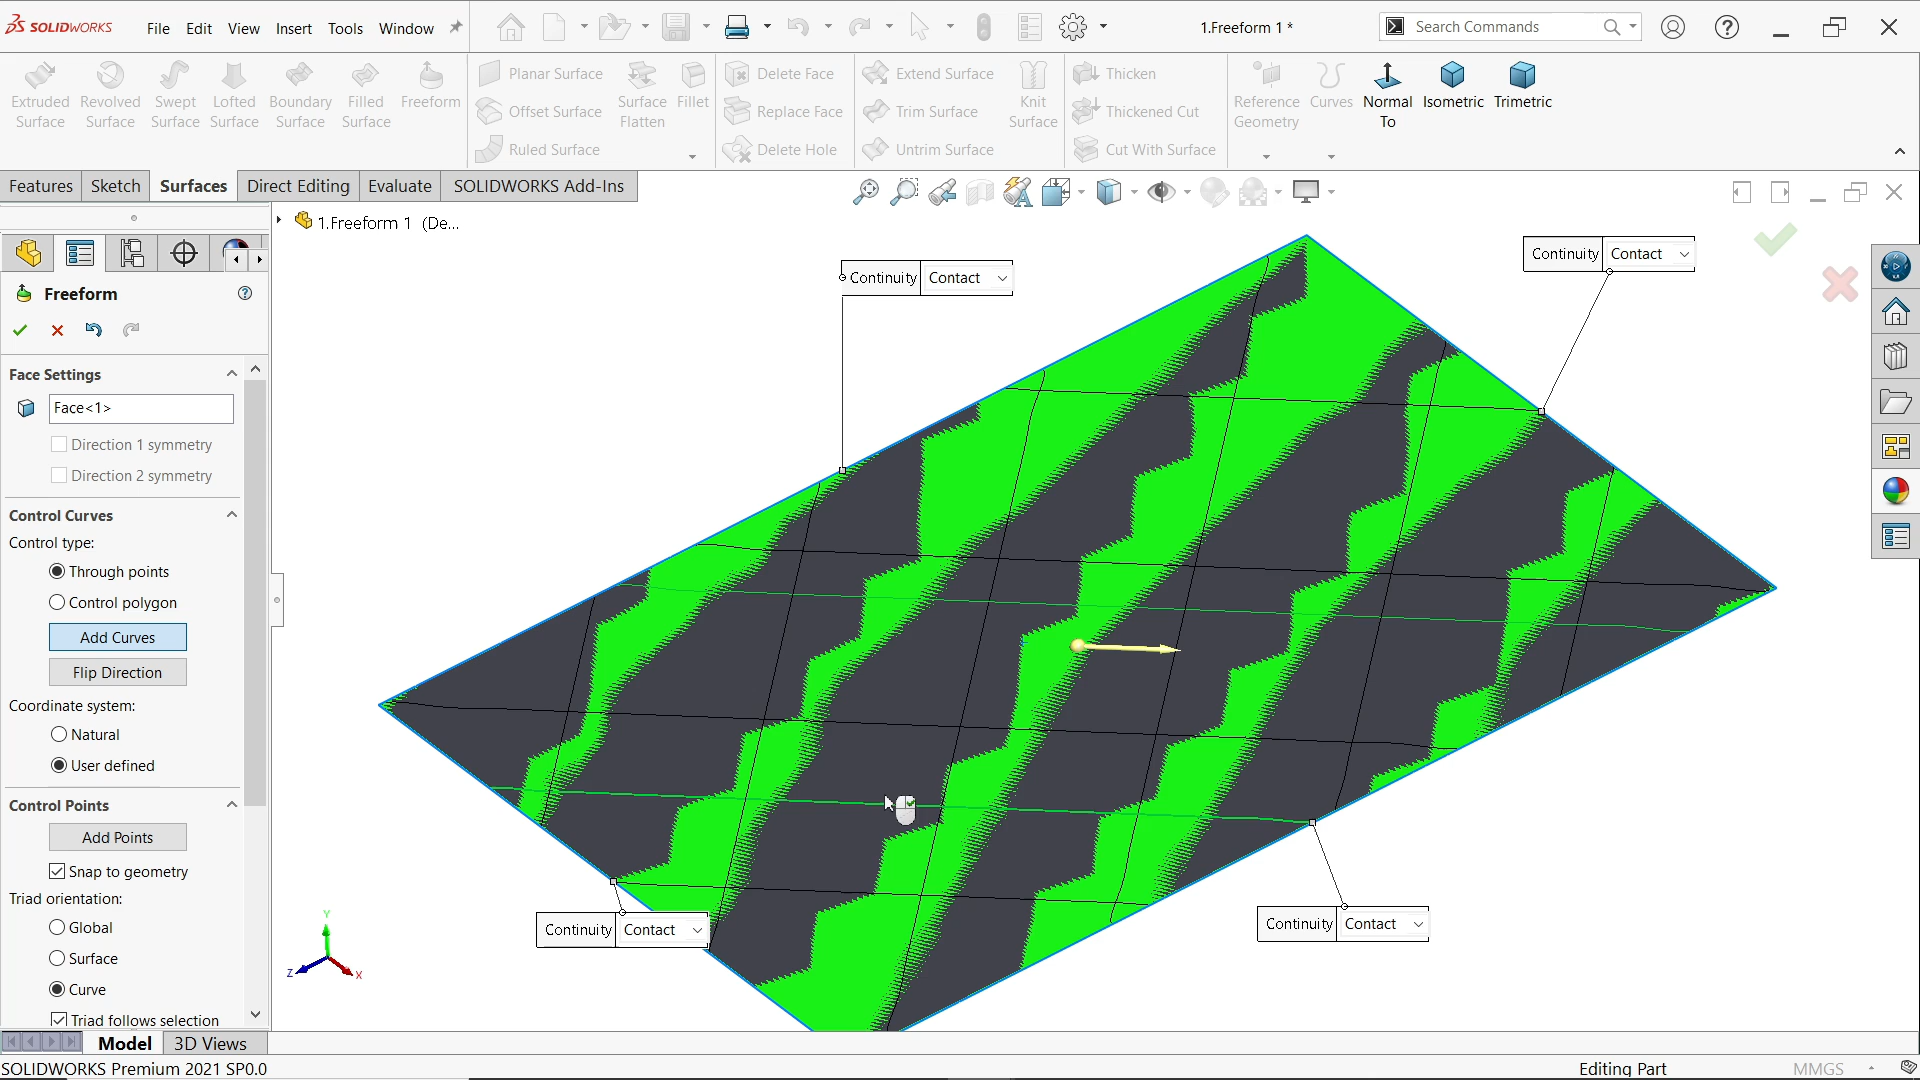 SOLIDWORKS File Edit View Insert Tools Window 1.Freeform 1 * Search Commands
Extruded Surface
Revolved Surface
Swept Surface
Lofted Surface
Boundary Surface
Filled Surface
Freeform
Planar Surface
Offset Surface
Ruled Surface
Surface Flatten
Fillet
Delete Face
Replace Face
Delete Hole
Extend Surface
Trim Surface
Untrim Surface
Knit Surface
Thicken
Thickened Cut
Cut With Surface
Reference Geometry
Curves
Normal To
Isometric
Trimetric
Features Sketch Surfaces Direct Editing Evaluate SOLIDWORKS Add-Ins
1.Freeform 1 (De...
Freeform
Face Settings
Face<1>
Direction 1 symmetry
Direction 2 symmetry
Control Curves
Control type:
Through points
Control polygon
Add Curves
Flip Direction
Coordinate system:
Natural
User defined
Control Points
Add Points
Snap to geometry
Triad orientation:
Global
Surface
Curve
Triad follows selection
Continuity Contact
Continuity Contact
Continuity Contact
Continuity Contact
Y
Z
X
Model 3D Views
SOLIDWORKS Premium 2021 SP0.0 Editing Part MMGS